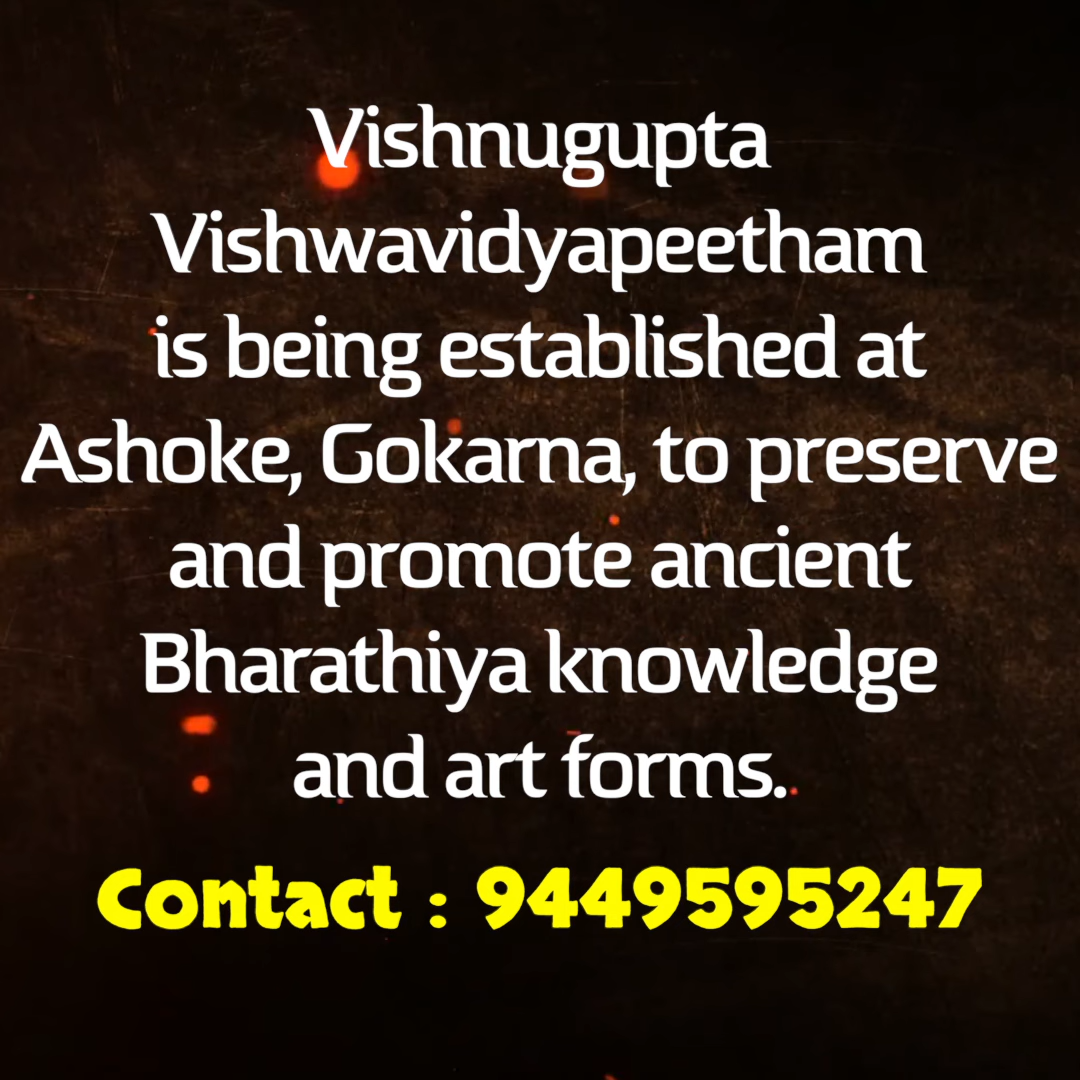 Vishnugupta
Vishwavidyapeetham
is being established at
Ashoke, Gokarna, to preserve
and promote ancient
Bharathiya knowledge
and art forms.
Contact : 9449595247